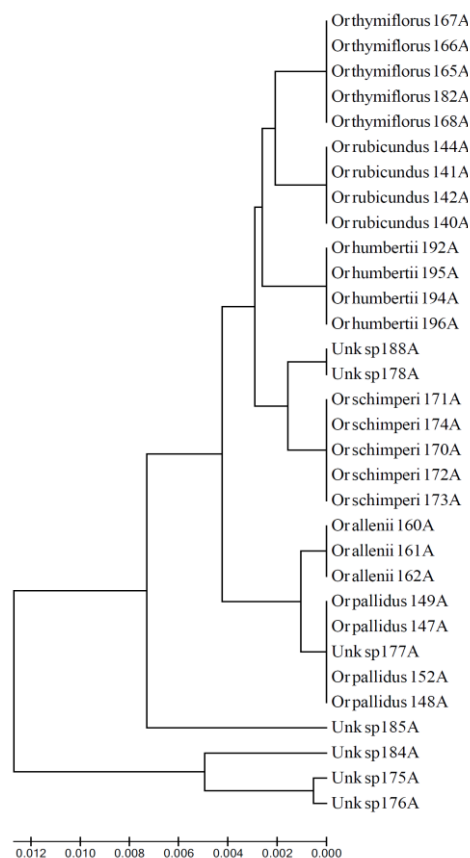 Or thymiflorus 167A
Or thymiflorus 166A
Or thymiflorus 165A
Or thymiflorus 182A
Or thymiflorus 168A
Or rubicundus 144A
Or rubicundus 141A
Or rubicundus 142A
Or rubicundus 140A
Or humbertii 192A
Or humbertii 195A
Or humbertii 194A
Or humbertii 196A
Unk sp188A
Unk sp178A
Or schimperi 171A
Or schimperi 174A
Or schimperi 170A
Or schimperi 172A
Or schimperi 173A
Or allenii 160A
Or allenii 161A
Or allenii 162A
Or pallidus 149A
Or pallidus 147A
Unk sp177A
Or pallidus 152A
Or pallidus 148A
Unk sp185A
Unk sp184A
Unk sp175A
Unk sp176A
0.012 0.010 0.008 0.006 0.004 0.002 0.000